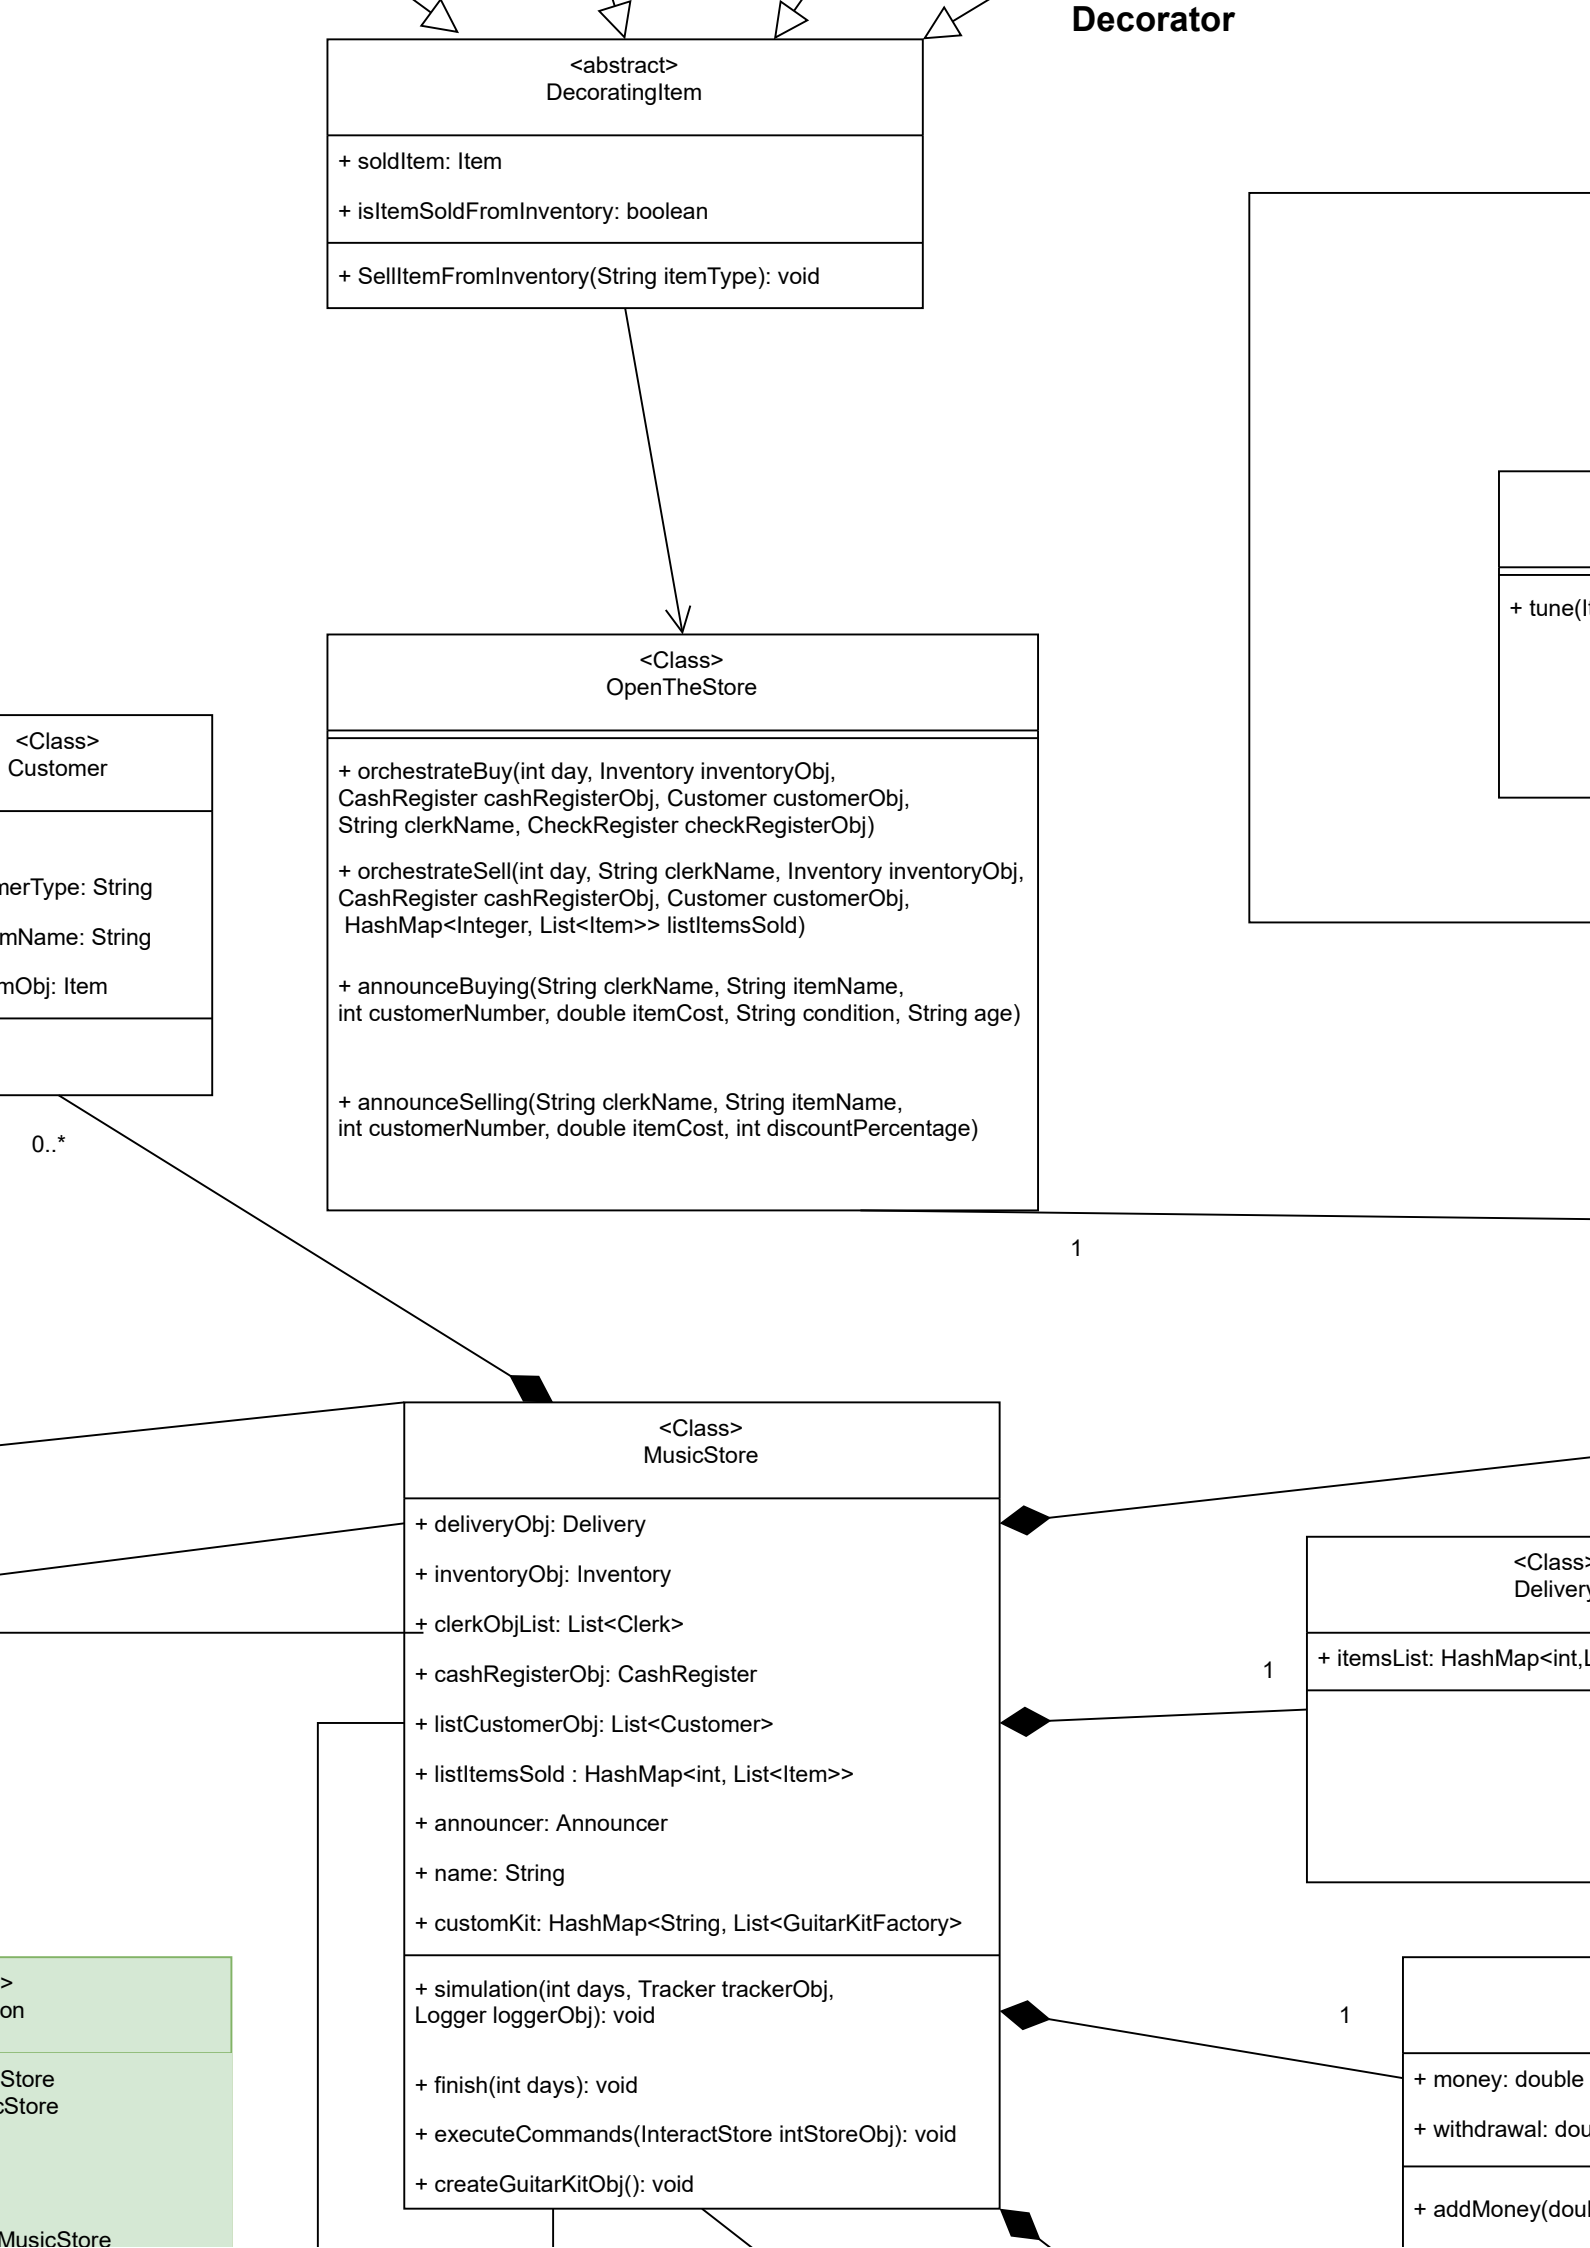 Decorator
<abstract>
DecoratingItem
+ soldItem: Item
+ isItemSoldFromInventory: boolean
+ SellItemFromInventory(String itemType): void
+ tune(It
<Class>
OpenTheStore
+ orchestrateBuy(int day, Inventory inventoryObj,
CashRegister cashRegisterObj, Customer customerObj,
String clerkName, CheckRegister checkRegisterObj)
+ orchestrateSell(int day, String clerkName, Inventory inventoryObj,
CashRegister cashRegisterObj, Customer customerObj,
HashMap<Integer, List<Item>> listItemsSold)
+ announceBuying(String clerkName, String itemName,
int customerNumber, double itemCost, String condition, String age)
+ announceSelling(String clerkName, String itemName,
int customerNumber, double itemCost, int discountPercentage)
<Class>
Customer
merType: String
mName: String
mObj: Item
0..*
1
<Class>
MusicStore
+ deliveryObj: Delivery
+ inventoryObj: Inventory
+ clerkObjList: List<Clerk>
+ cashRegisterObj: CashRegister
+ listCustomerObj: List<Customer>
+ listItemsSold : HashMap<int, List<Item>>
+ announcer: Announcer
+ name: String
+ customKit: HashMap<String, List<GuitarKitFactory>
+ simulation(int days, Tracker trackerObj,
Logger loggerObj): void
+ finish(int days): void
+ executeCommands(InteractStore intStoreObj): void
+ createGuitarKitObj(): void
<Class>
Delivery
+ itemsList: HashMap<int,L
1
1
+ money: double
+ withdrawal: dou
+ addMoney(doul
>
on
Store
cStore
MusicStore